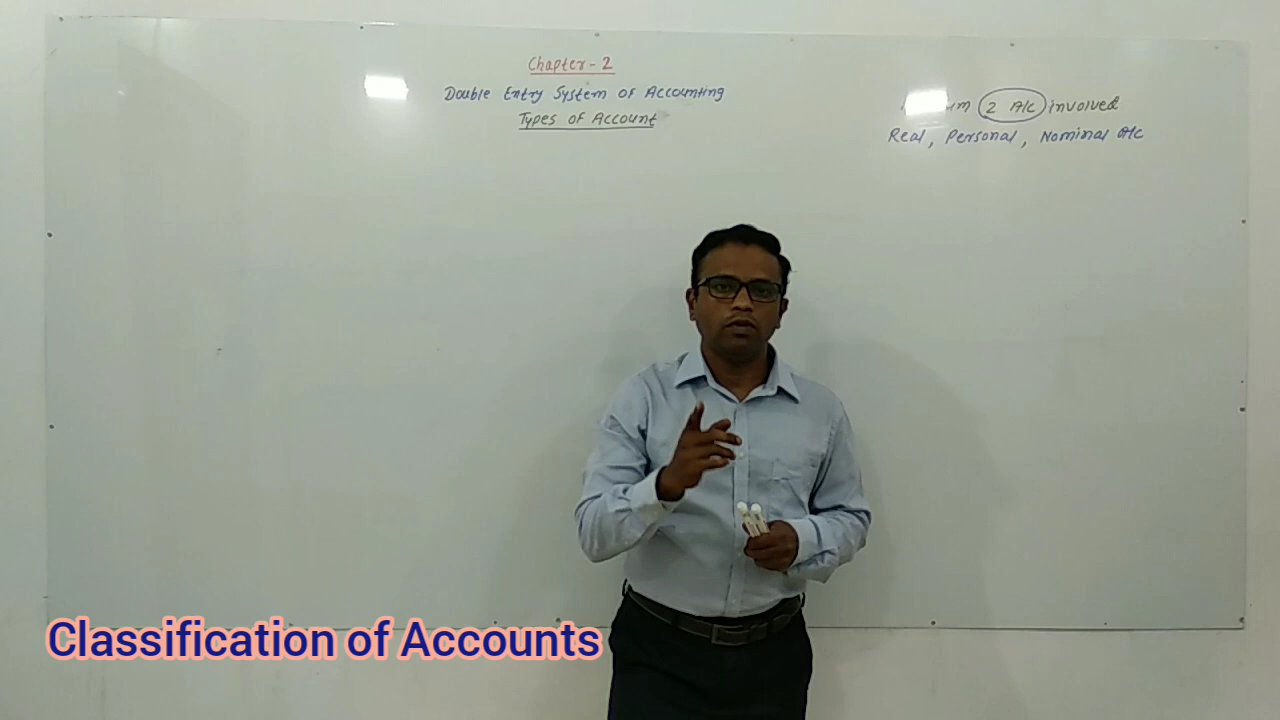 Chapter - 2
Double Entry System of Accounting
Types of Account
2 A/c involved
Real, Personal, Nominal A/c
Classification of Accounts